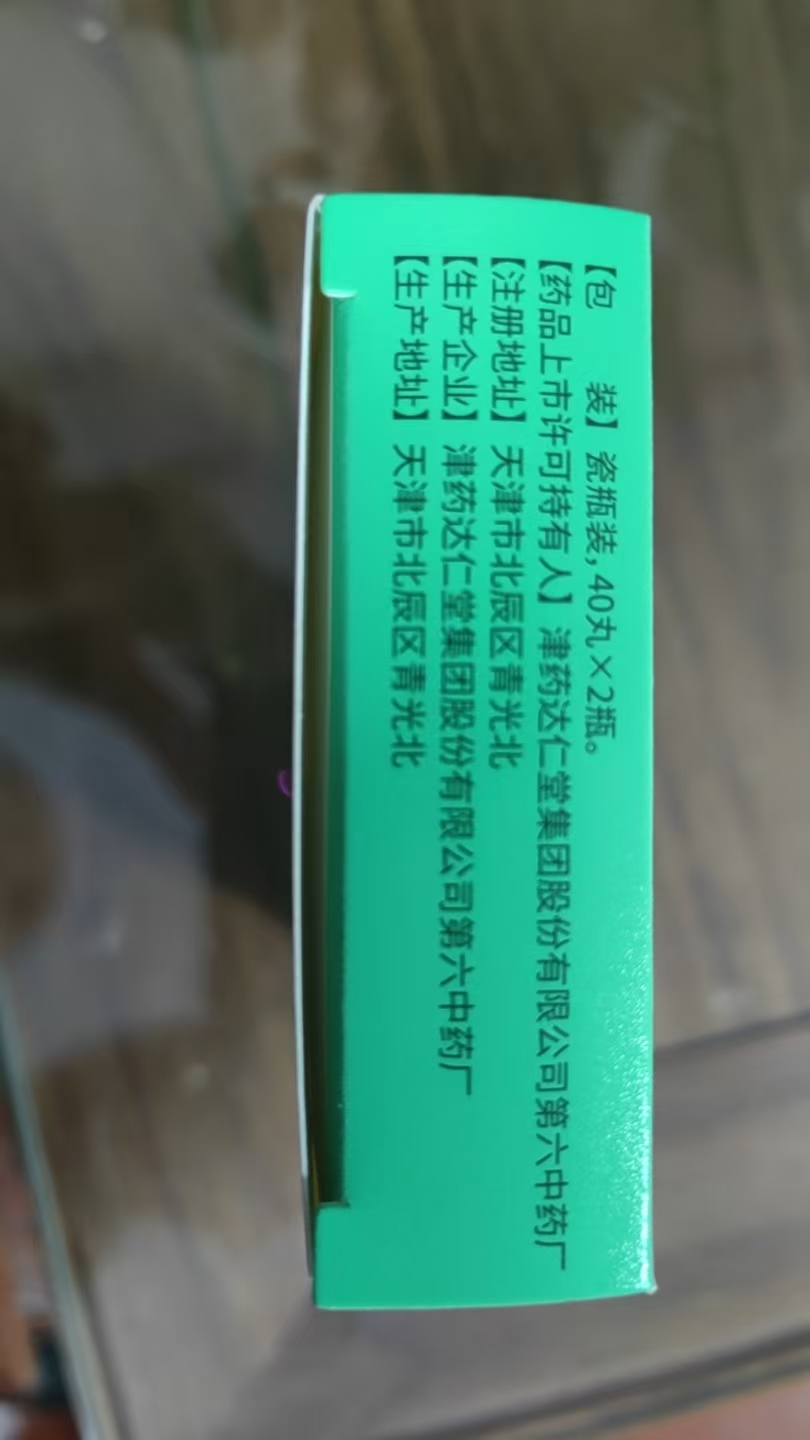 【包 装】 瓷瓶装,40丸×2瓶。
【药品上市许可持有人】 津药达仁堂集团股份有限公司第六中药厂
【注册地址】 天津市北辰区青光北
【生产企业】 津药达仁堂集团股份有限公司第六中药厂
【生产地址】 天津市北辰区青光北